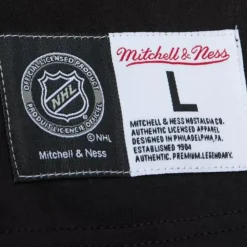 OFFICIAL LICENSED PRODUCT
NHL
PRODUIT LICENCIÉ OFFICIEL
©NHL
Mitchell & Ness
Mitchell & Ness
L
MITCHELL & NESS NOSTALGIA CO.
AUTHENTIC LICENSED APPAREL
DESIGNED IN PHILADELPHIA, PA
ESTABLISHED 1904
AUTHENTIC. PREMIUM. LEGENDARY.